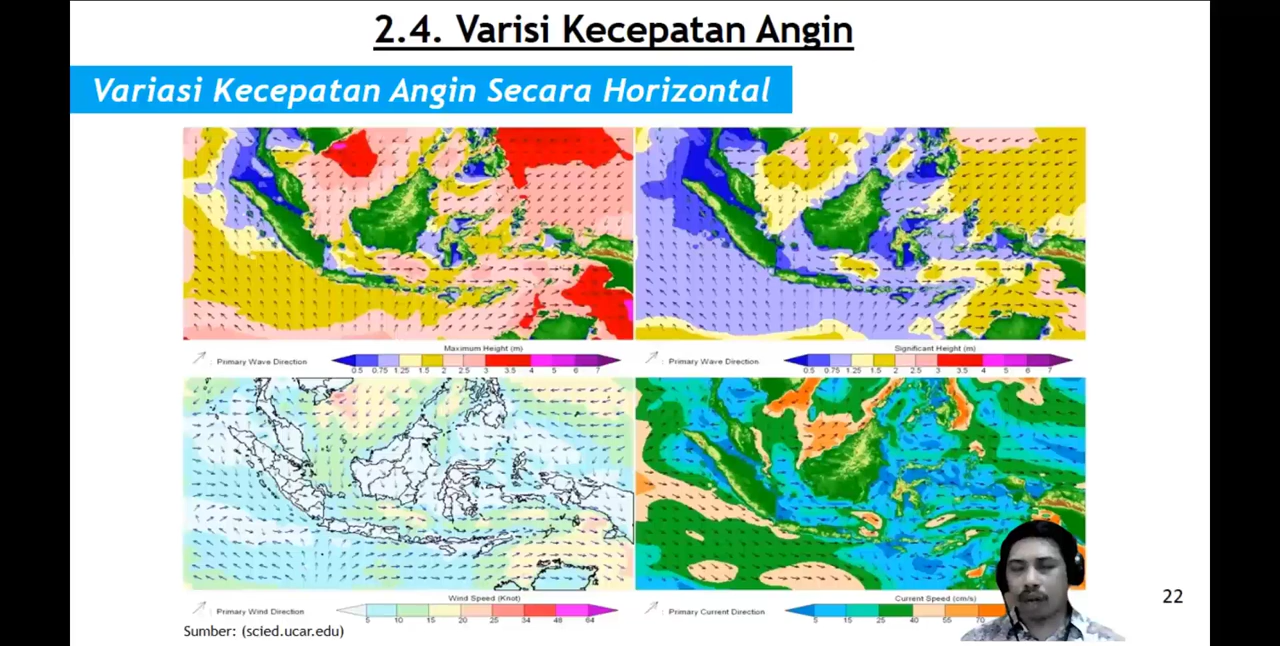 2.4. Varisi Kecepatan Angin
Variasi Kecepatan Angin Secara Horizontal
Maximum Height (m)
: Primary Wave Direction
0.5 0.75 1.25 1.5 2 2.5 3 3.5 4 5 6 7
Significant Height (m)
: Primary Wave Direction
0.5 0.75 1.25 1.5 2 2.5 3 3.5 4 5 6 7
Wind Speed (Knot)
: Primary Wind Direction
5 10 15 20 25 34 48 64
Current Speed (cm/s)
: Primary Current Direction
5 15 25 40 55 70
Sumber: (scied.ucar.edu)
22